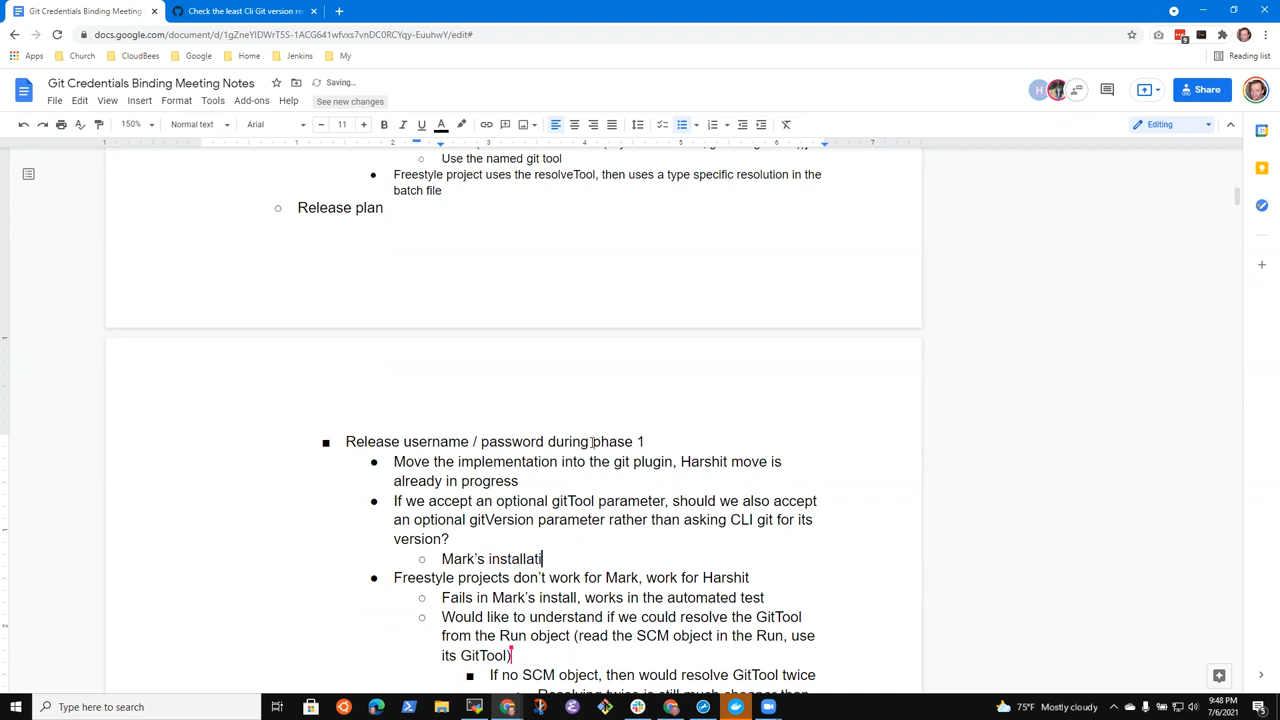 Git Credentials Binding Meeting Notes
Check the least Cli Git version re
docs.google.com/document/d/1gZneYIDWrT5S-1ACG641wfvxs7vnDC0RCYqy-EuuhwY/edit#
Apps Church CloudBees Google Home Jenkins My Reading list
Git Credentials Binding Meeting Notes Saving...
File Edit View Insert Format Tools Add-ons Help See new changes
Share
150% Normal text Arial 11 Editing
1 1 2 3 4 5 6 7
Use the named git tool
Freestyle project uses the resolveTool, then uses a type specific resolution in the
batch file
Release plan
Release username / password during phase 1
Move the implementation into the git plugin, Harshit move is
already in progress
If we accept an optional gitTool parameter, should we also accept
an optional gitVersion parameter rather than asking CLI git for its
version?
Mark's installati
Freestyle projects don't work for Mark, work for Harshit
Fails in Mark's install, works in the automated test
Would like to understand if we could resolve the GitTool
from the Run object (read the SCM object in the Run, use
its GitTool)
If no SCM object, then would resolve GitTool twice
Type here to search
75°F Mostly cloudy
9:48 PM
7/6/2021